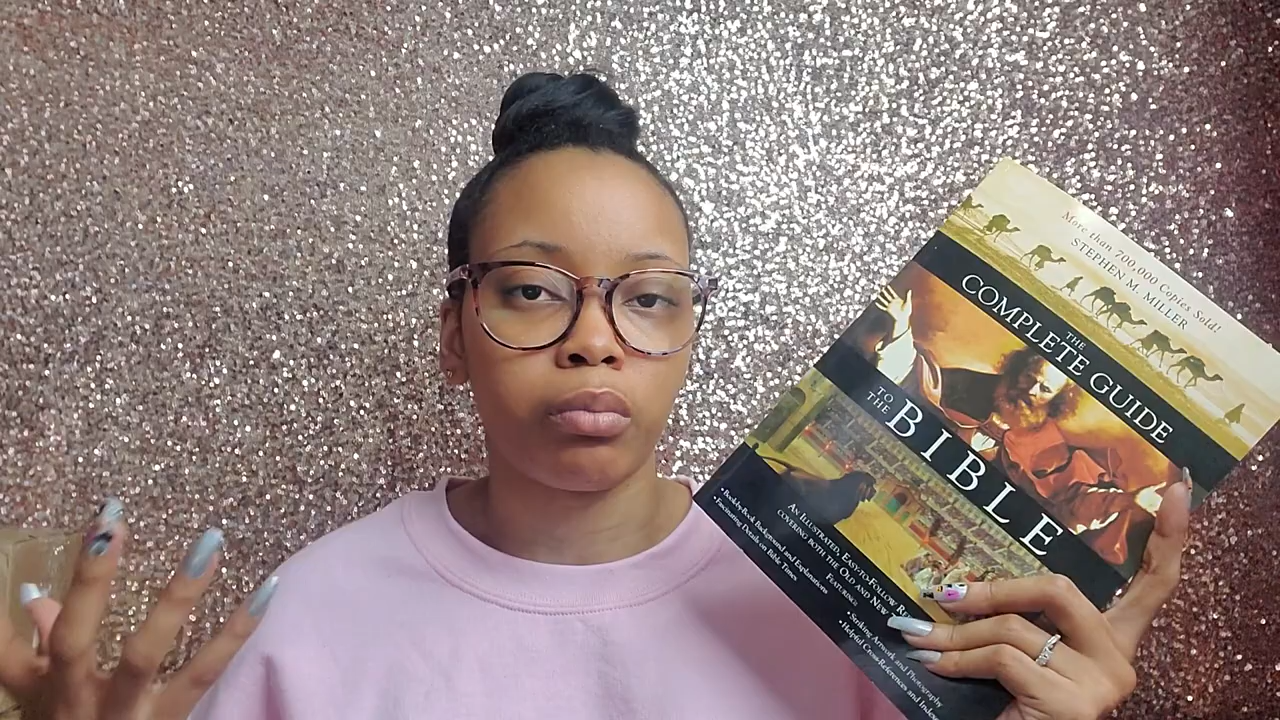 More than 700,000 Copies Sold!
STEPHEN M. MILLER
THE
COMPLETE GUIDE
TO
THE
BIBLE
AN ILLUSTRATED, EASY-TO-FOLLOW
COVERING BOTH THE OLD AND NEW
FEATURING:
• Book-by-Book Background and Explanations
• Fascinating Details on Bible Times
• Striking Artwork and Photography
• Helpful Cross-References and